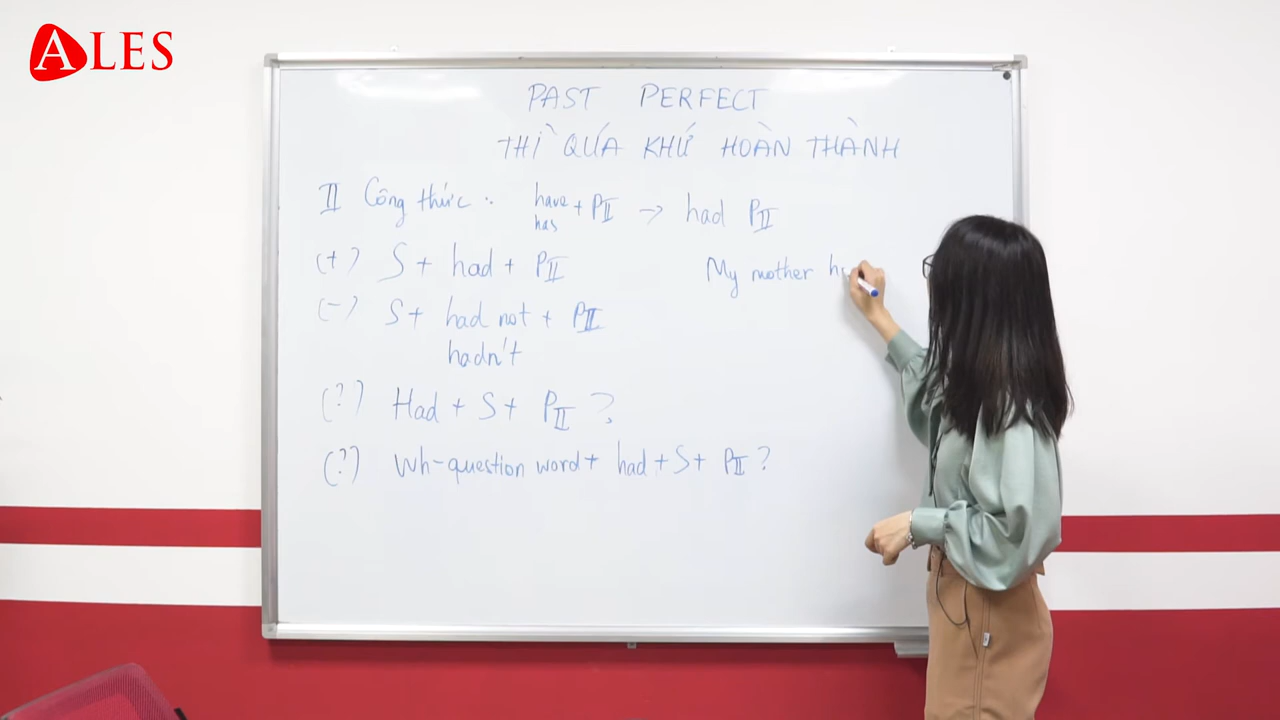 ALES
PAST PERFECT
THÌ QUÁ KHỨ HOÀN THÀNH
II Công thức : have has + PII → had PII
(+) S + had + PII
My mother h
(-) S + had not + PII
hadn't
(?) Had + S + PII ?
(?) Wh-question word + had + S + PII ?